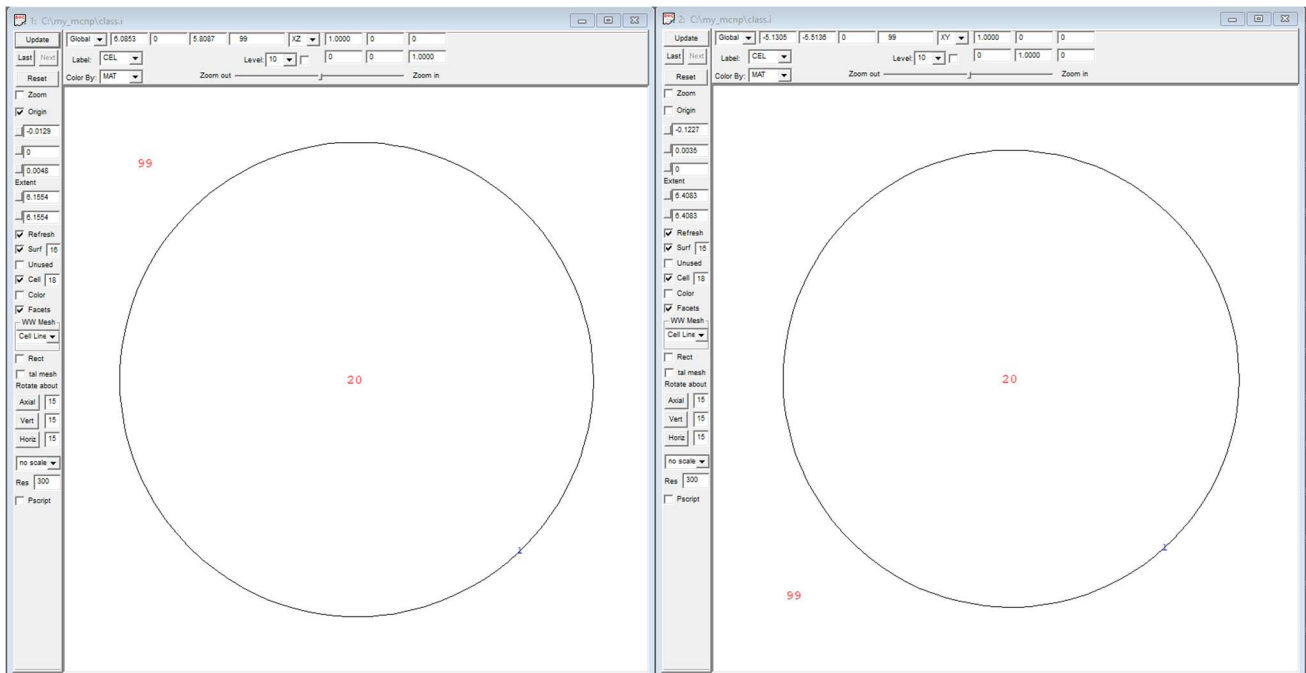 1: C:\my_mcnp\class.i
Update Global 6.0853 0 5.8087 99 XZ 1.0000 0 0
Last Next Label: CEL Level: 10 0 0 1.0000
Reset Color By: MAT Zoom out Zoom in
Zoom
Origin
-0.0129
0
0.0048
Extent
6.1554
6.1554
Refresh
Surf 16
Unused
Cell 18
Color
Facets
WW Mesh
Cell Line
Rect
tal mesh
Rotate about
Axial 15
Vert 15
Horiz 15
no scale
Res 300
Pscript
99
20
1
2: C:\my_mcnp\class.i
Update Global -5.1305 -5.5136 0 99 XY 1.0000 0 0
Last Next Label: CEL Level: 10 0 1.0000 0
Reset Color By: MAT Zoom out Zoom in
Zoom
Origin
-0.1227
0.0035
0
Extent
6.4083
6.4083
Refresh
Surf 16
Unused
Cell 18
Color
Facets
WW Mesh
Cell Line
Rect
tal mesh
Rotate about
Axial 15
Vert 15
Horiz 15
no scale
Res 300
Pscript
20
1
99